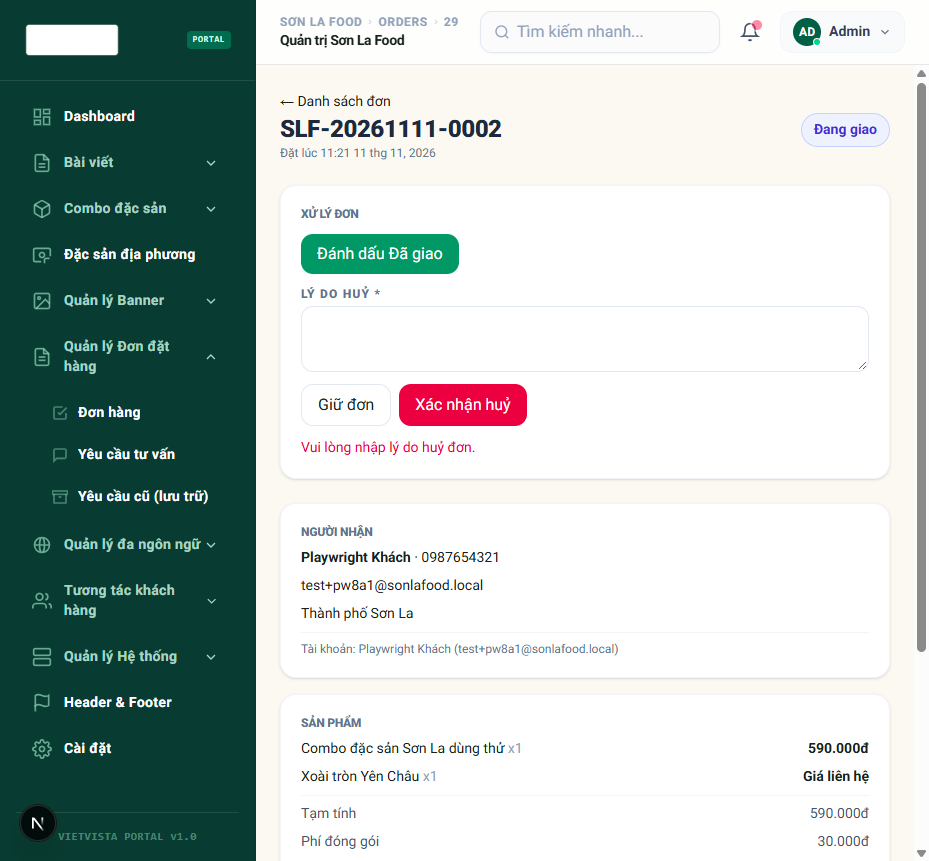 PORTAL
Dashboard
Bài viết
Combo đặc sản
Đặc sản địa phương
Quản lý Banner
Quản lý Đơn đặt
hàng
Đơn hàng
Yêu cầu tư vấn
Yêu cầu cũ (lưu trữ)
Quản lý đa ngôn ngữ
Tương tác khách
hàng
Quản lý Hệ thống
Header & Footer
Cài đặt
N
VIETVISTA PORTAL v1.0
SƠN LA FOOD › ORDERS › 29
Quản trị Sơn La Food
Tìm kiếm nhanh...
AD Admin
← Danh sách đơn
SLF-20261111-0002
Đặt lúc 11:21 11 thg 11, 2026
Đang giao
XỬ LÝ ĐƠN
Đánh dấu Đã giao
LÝ DO HUỶ *
Giữ đơn
Xác nhận huỷ
Vui lòng nhập lý do huỷ đơn.
NGƯỜI NHẬN
Playwright Khách · 0987654321
test+pw8a1@sonlafood.local
Thành phố Sơn La
Tài khoản: Playwright Khách (test+pw8a1@sonlafood.local)
SẢN PHẨM
Combo đặc sản Sơn La dùng thử x1 590.000đ
Xoài tròn Yên Châu x1 Giá liên hệ
Tạm tính 590.000đ
Phí đóng gói 30.000đ